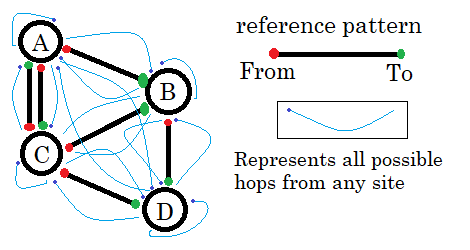 A
B
C
D
reference pattern
From
To
Represents all possible
hops from any site